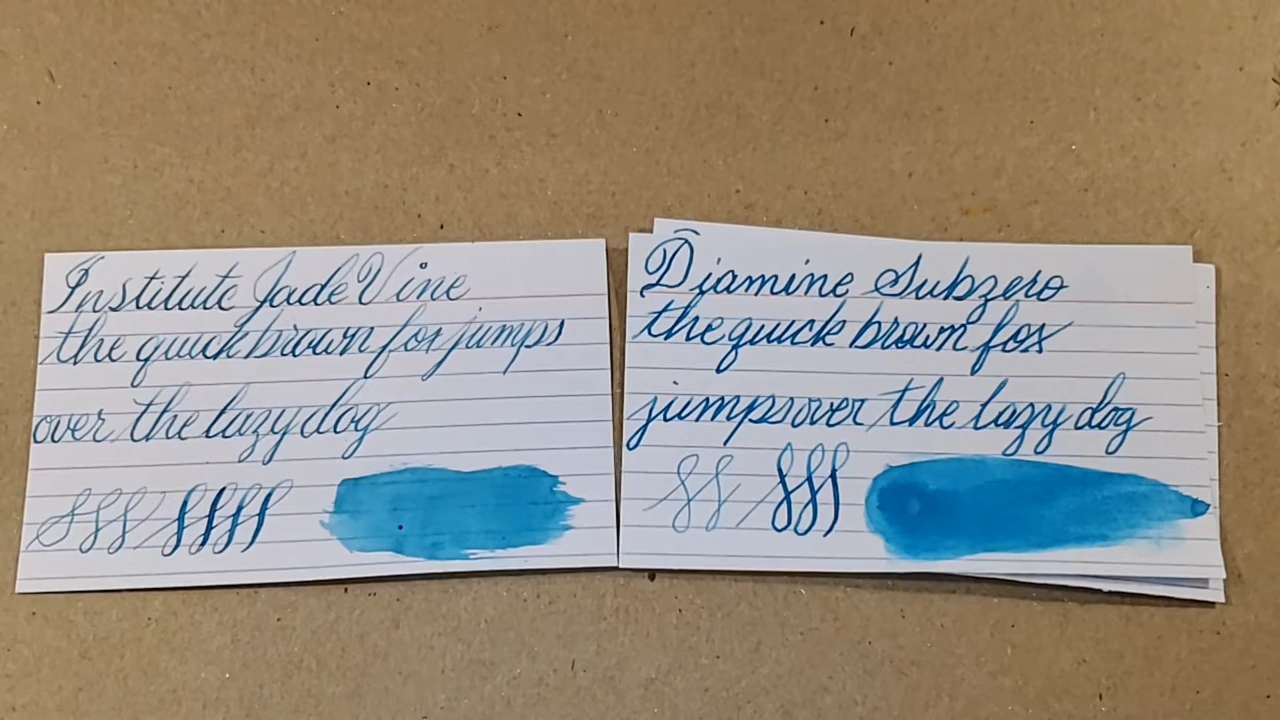 Institute Jade Vine
the quick brown fox jumps
over the lazy dog
Diamine Subzero
the quick brown fox
jumps over the lazy dog